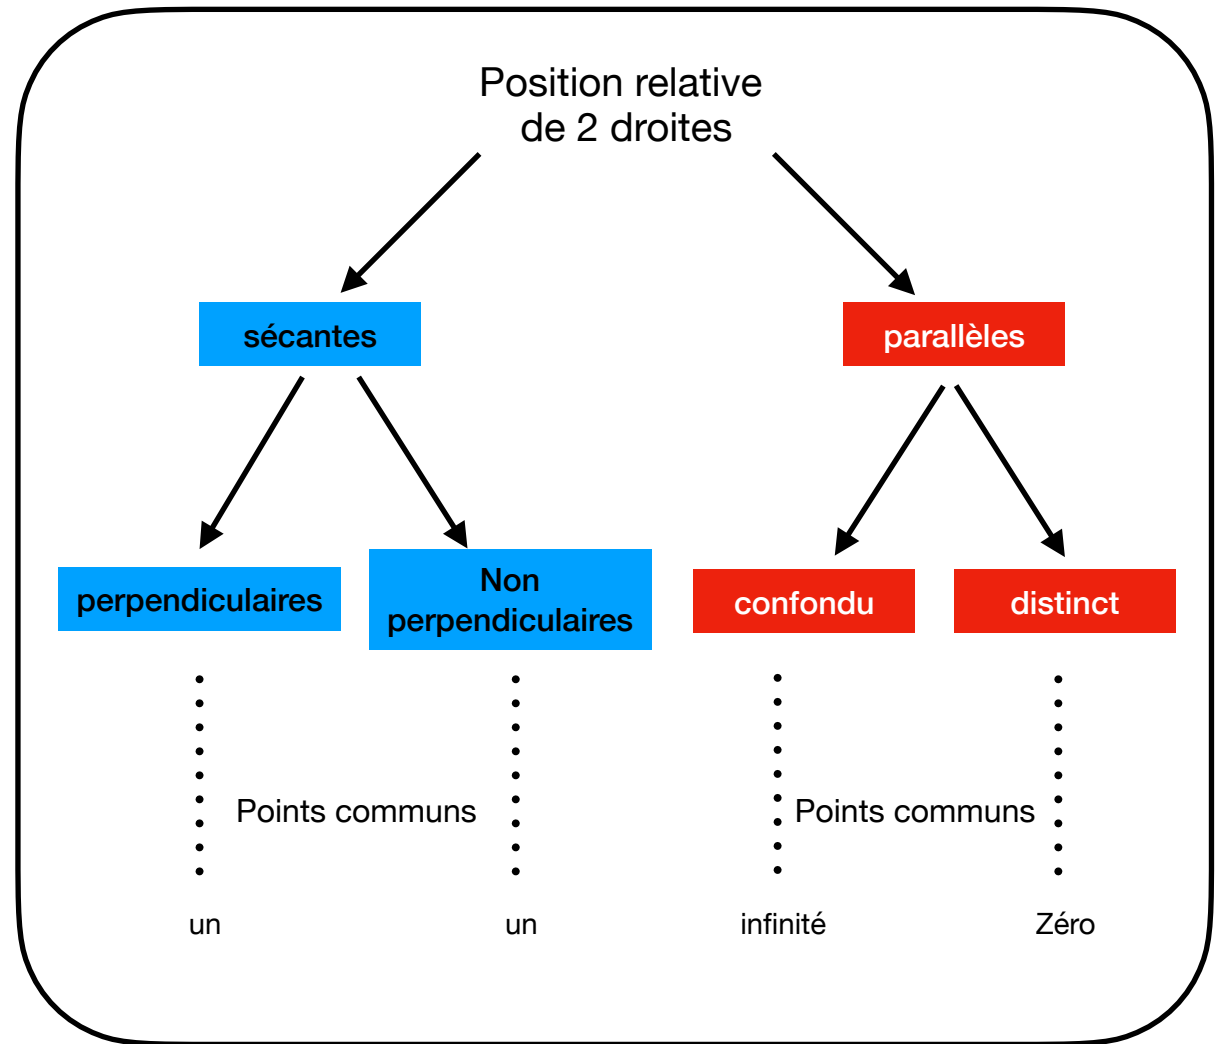 Position relative
de 2 droites
sécantes
parallèles
perpendiculaires
Non
perpendiculaires
confondu
distinct
Points communs
Points communs
un
un
infinité
Zéro